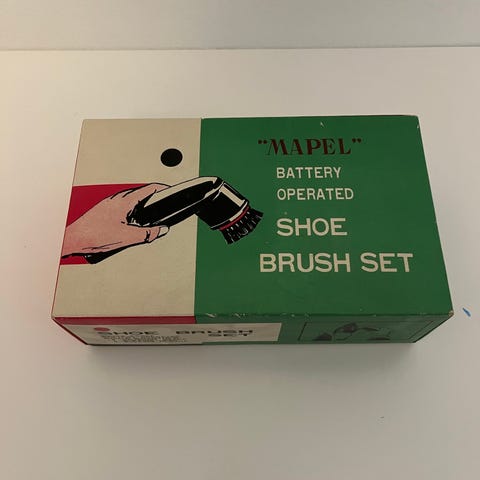 "MAPEL"
BATTERY
OPERATED
SHOE
BRUSH SET
SHOE BRUSH
SET